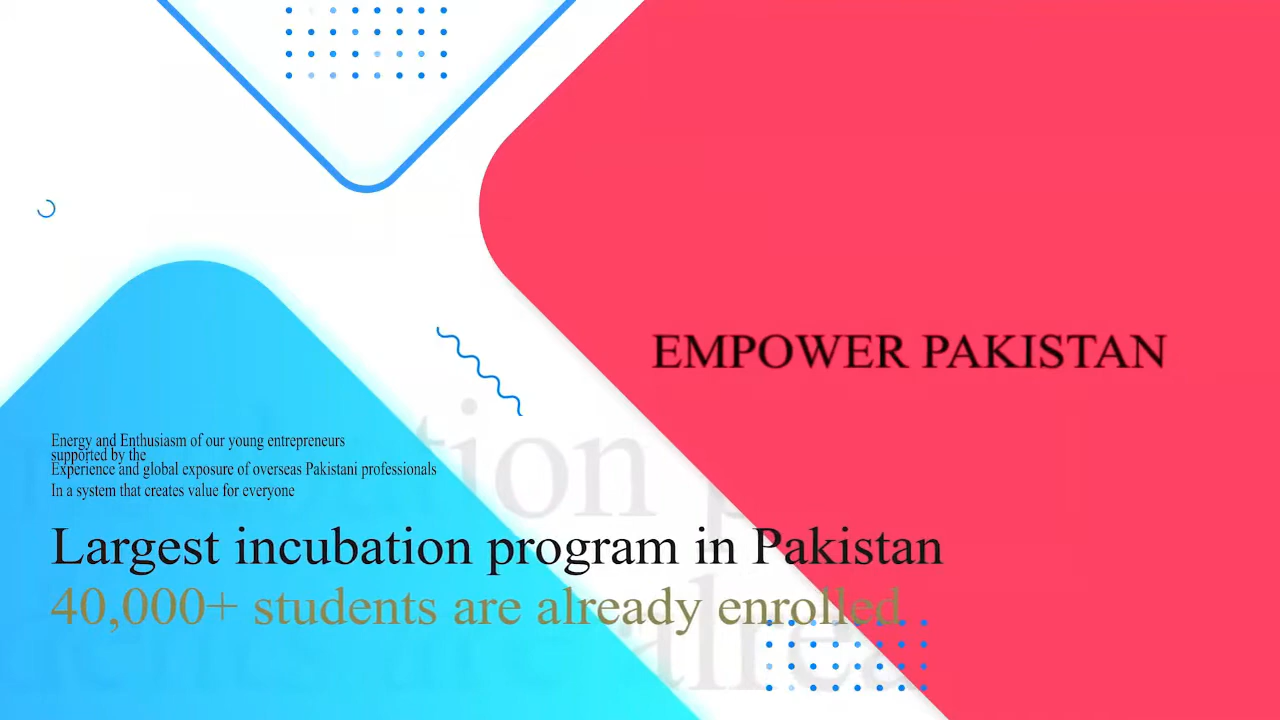 EMPOWER PAKISTAN
Energy and Enthusiasm of our young entrepreneurs
supported by the
Experience and global exposure of overseas Pakistani professionals
In a system that creates value for everyone
Largest incubation program in Pakistan
40,000+ students are already enrolled